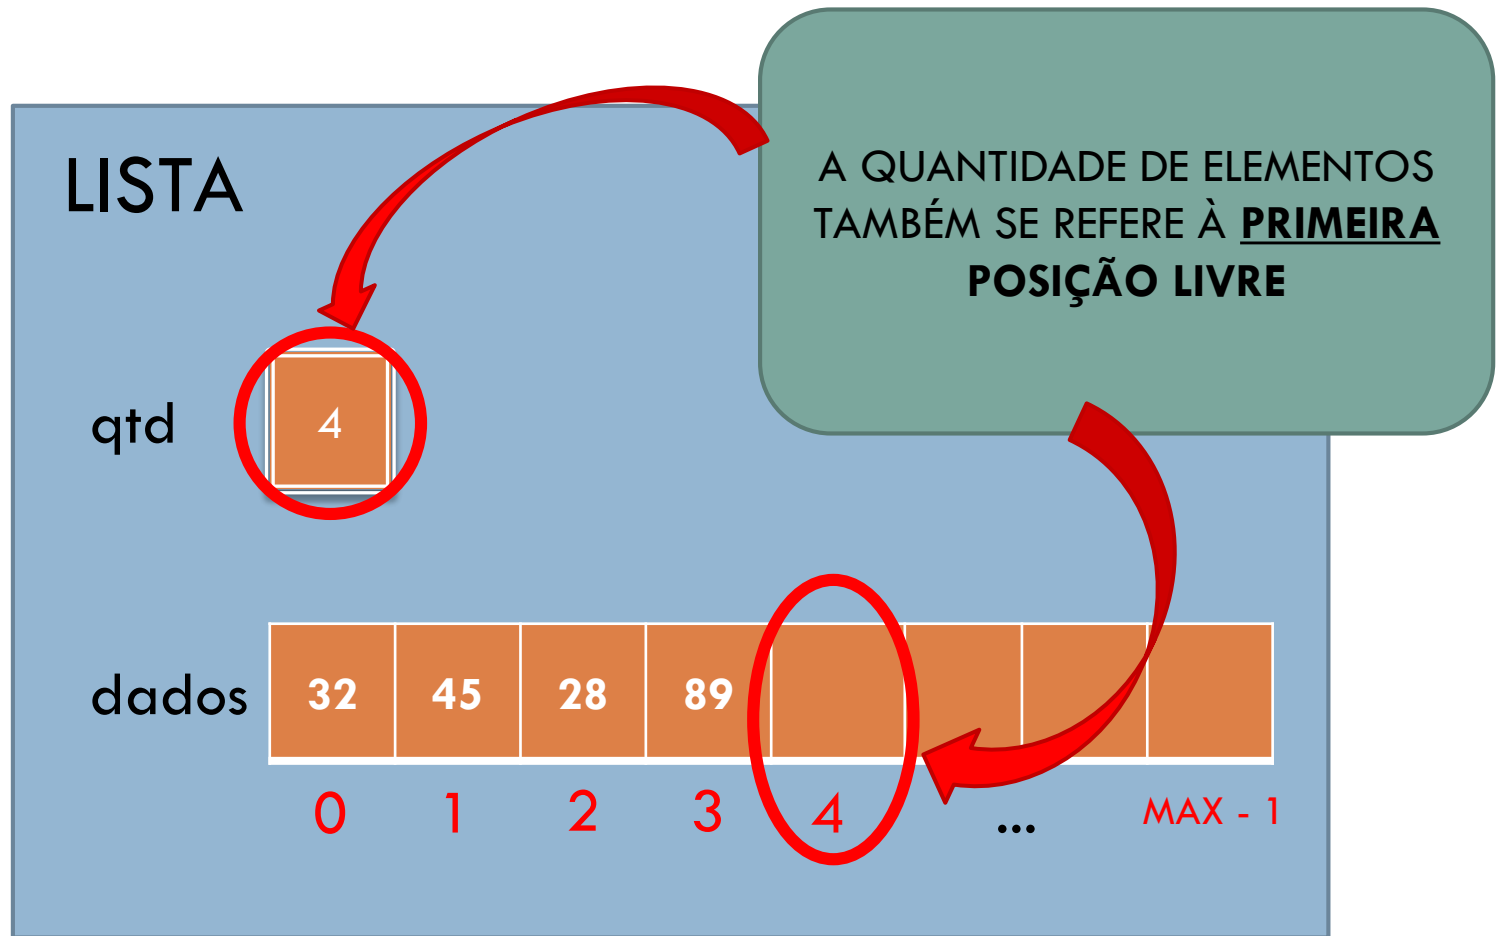 LISTA
A QUANTIDADE DE ELEMENTOS
TAMBÉM SE REFERE À PRIMEIRA
POSIÇÃO LIVRE
qtd 4
dados 32 45 28 89
0 1 2 3 4 ... MAX - 1